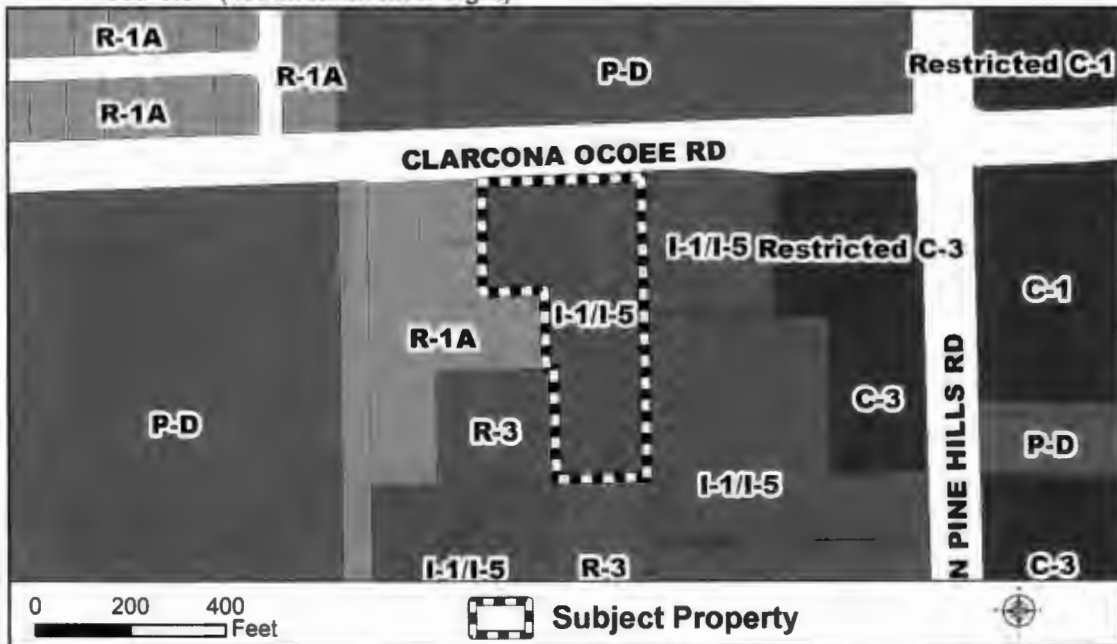 R-1A
R-1A P-D Restricted C-1
R-1A
CLARCONA OCOEE RD
I-1/I-5 Restricted C-3
I-1/I-5 C-1
R-1A
N PINE HILLS RD
P-D R-3 C-3 P-D
I-1/I-5
I-1/I-5 R-3 C-3
0 200 400
Feet
Subject Property